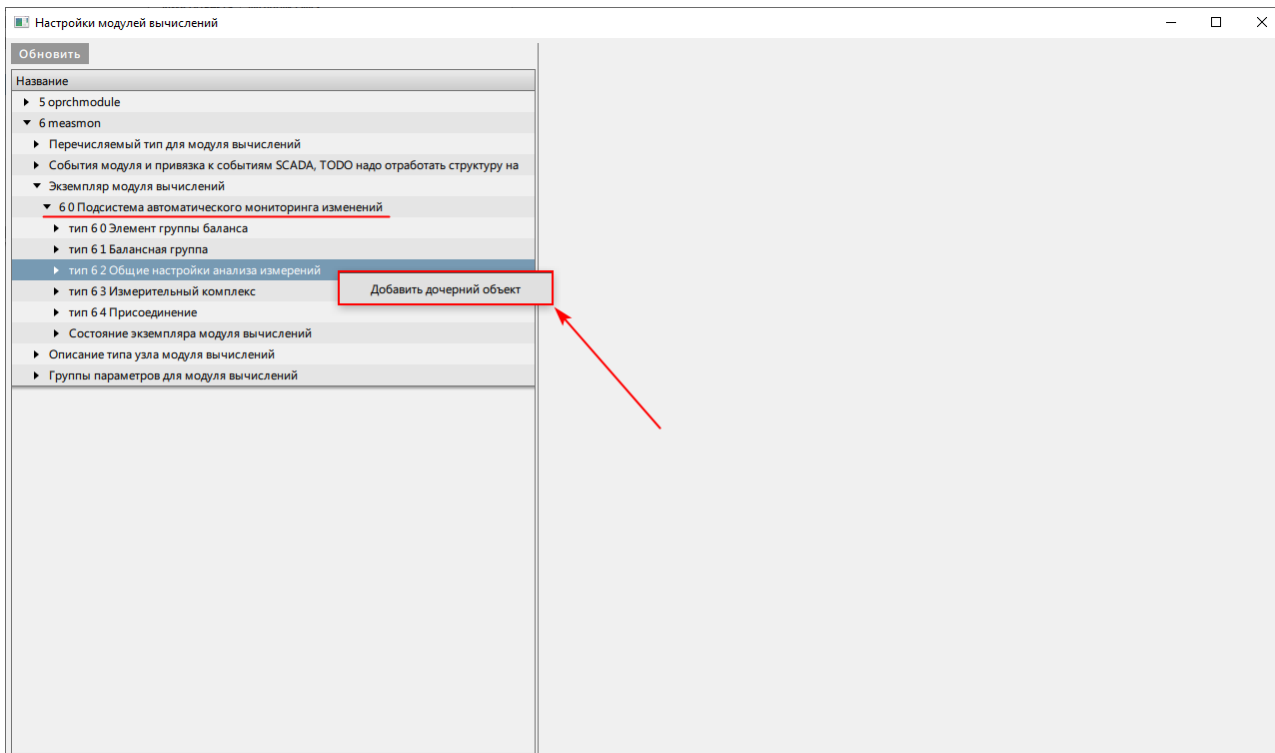 Настройки модулей вычислений
Обновить
Название
5 oprchmodule
6 measmon
Перечисляемый тип для модуля вычислений
События модуля и привязка к событиям SCADA, TODO надо отработать структуру на
Экземпляр модуля вычислений
6 0 Подсистема автоматического мониторинга изменений
тип 6 0 Элемент группы баланса
тип 6 1 Балансная группа
тип 6 2 Общие настройки анализа измерений
Добавить дочерний объект
тип 6 3 Измерительный комплекс
тип 6 4 Присоединение
Состояние экземпляра модуля вычислений
Описание типа узла модуля вычислений
Группы параметров для модуля вычислений